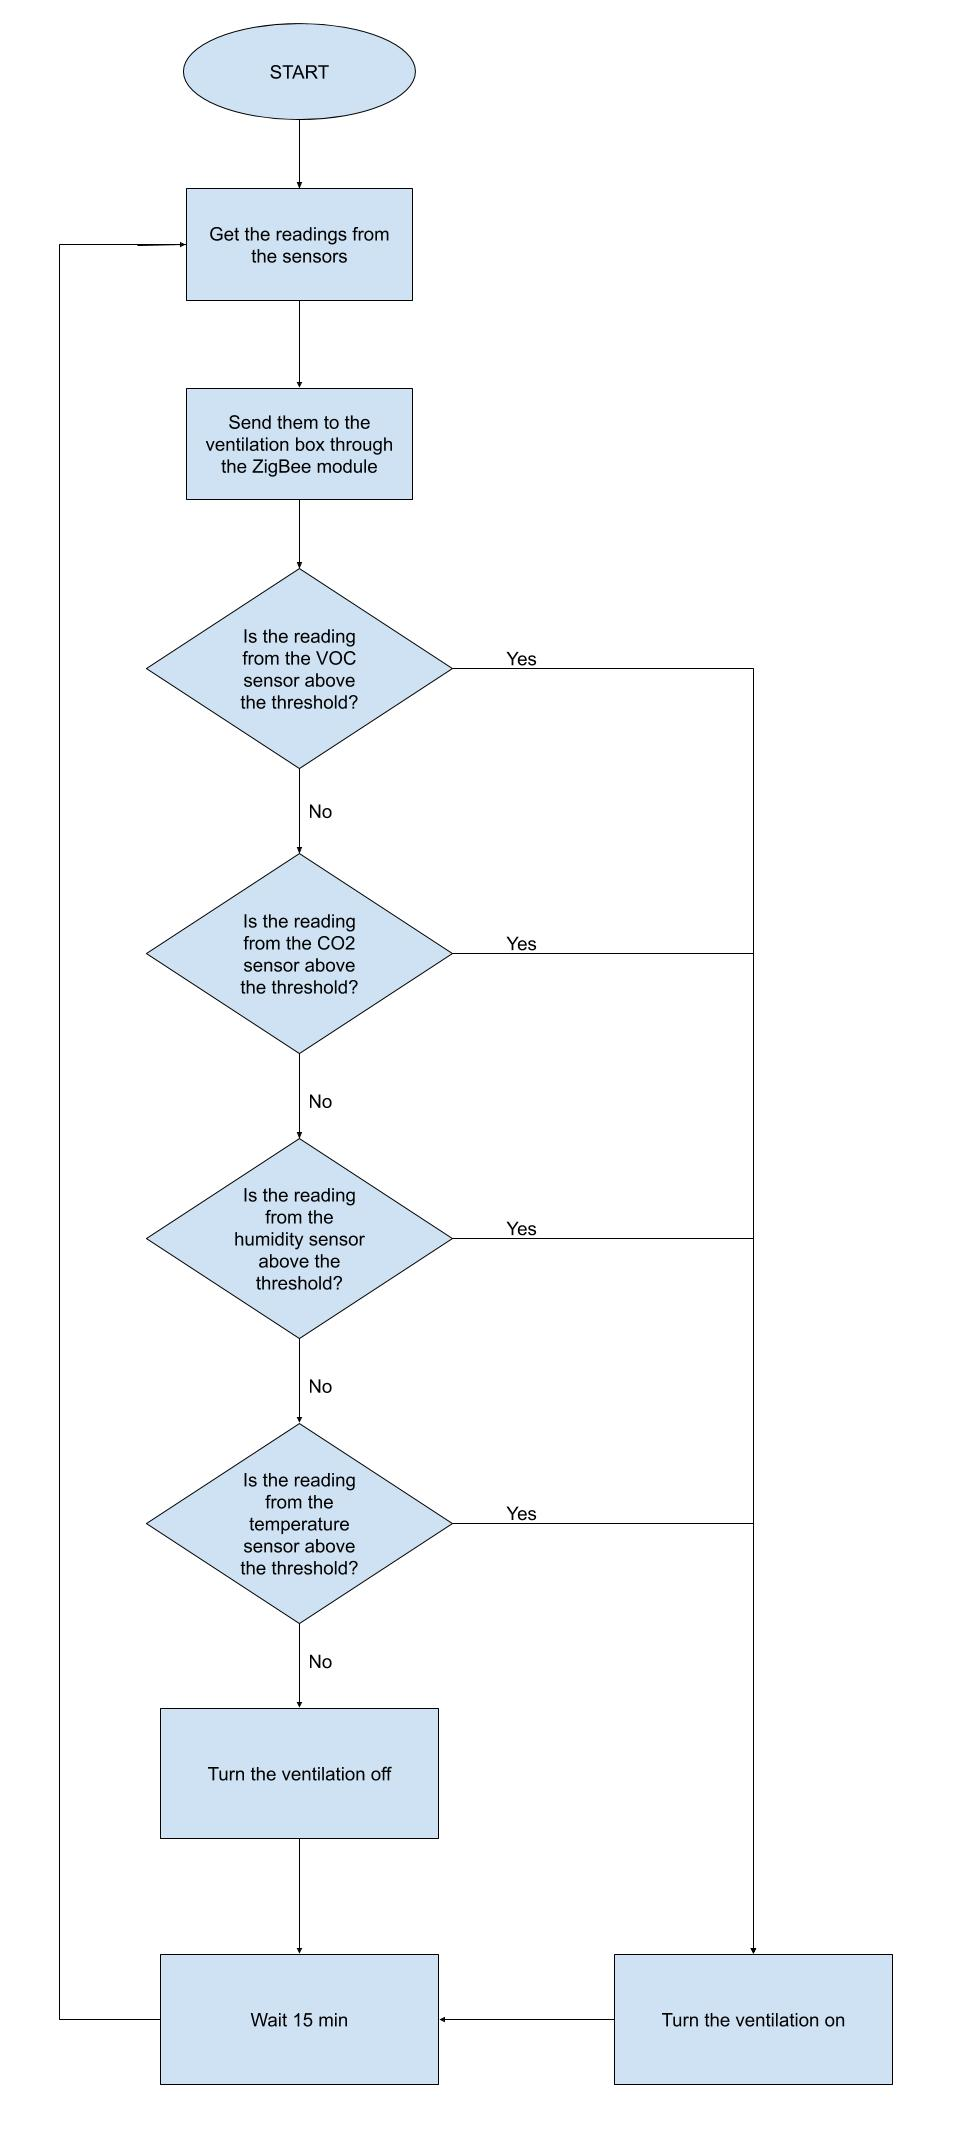 START
Get the readings from
the sensors
Send them to the
ventilation box through
the ZigBee module
Is the reading
from the VOC
sensor above
the threshold?
Yes
No
Is the reading
from the CO2
sensor above
the threshold?
Yes
No
Is the reading
from the
humidity sensor
above the
threshold?
Yes
No
Is the reading
from the
temperature
sensor above
the threshold?
Yes
No
Turn the ventilation off
Wait 15 min
Turn the ventilation on